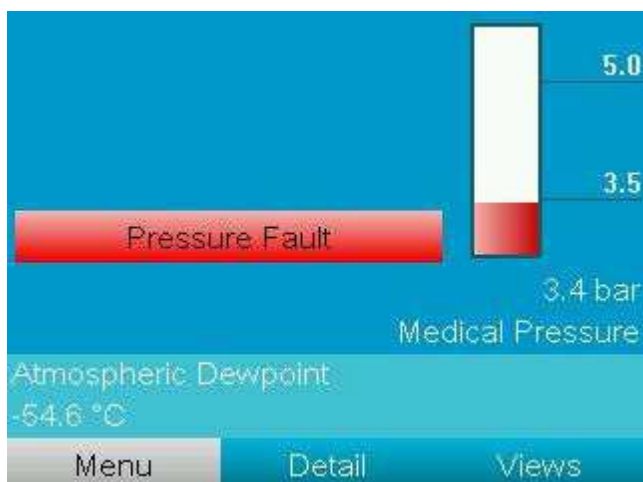 5.0
3.5
Pressure Fault
3.4 bar
Medical Pressure
Atmospheric Dewpoint
-54.6 °C
Menu Detail Views